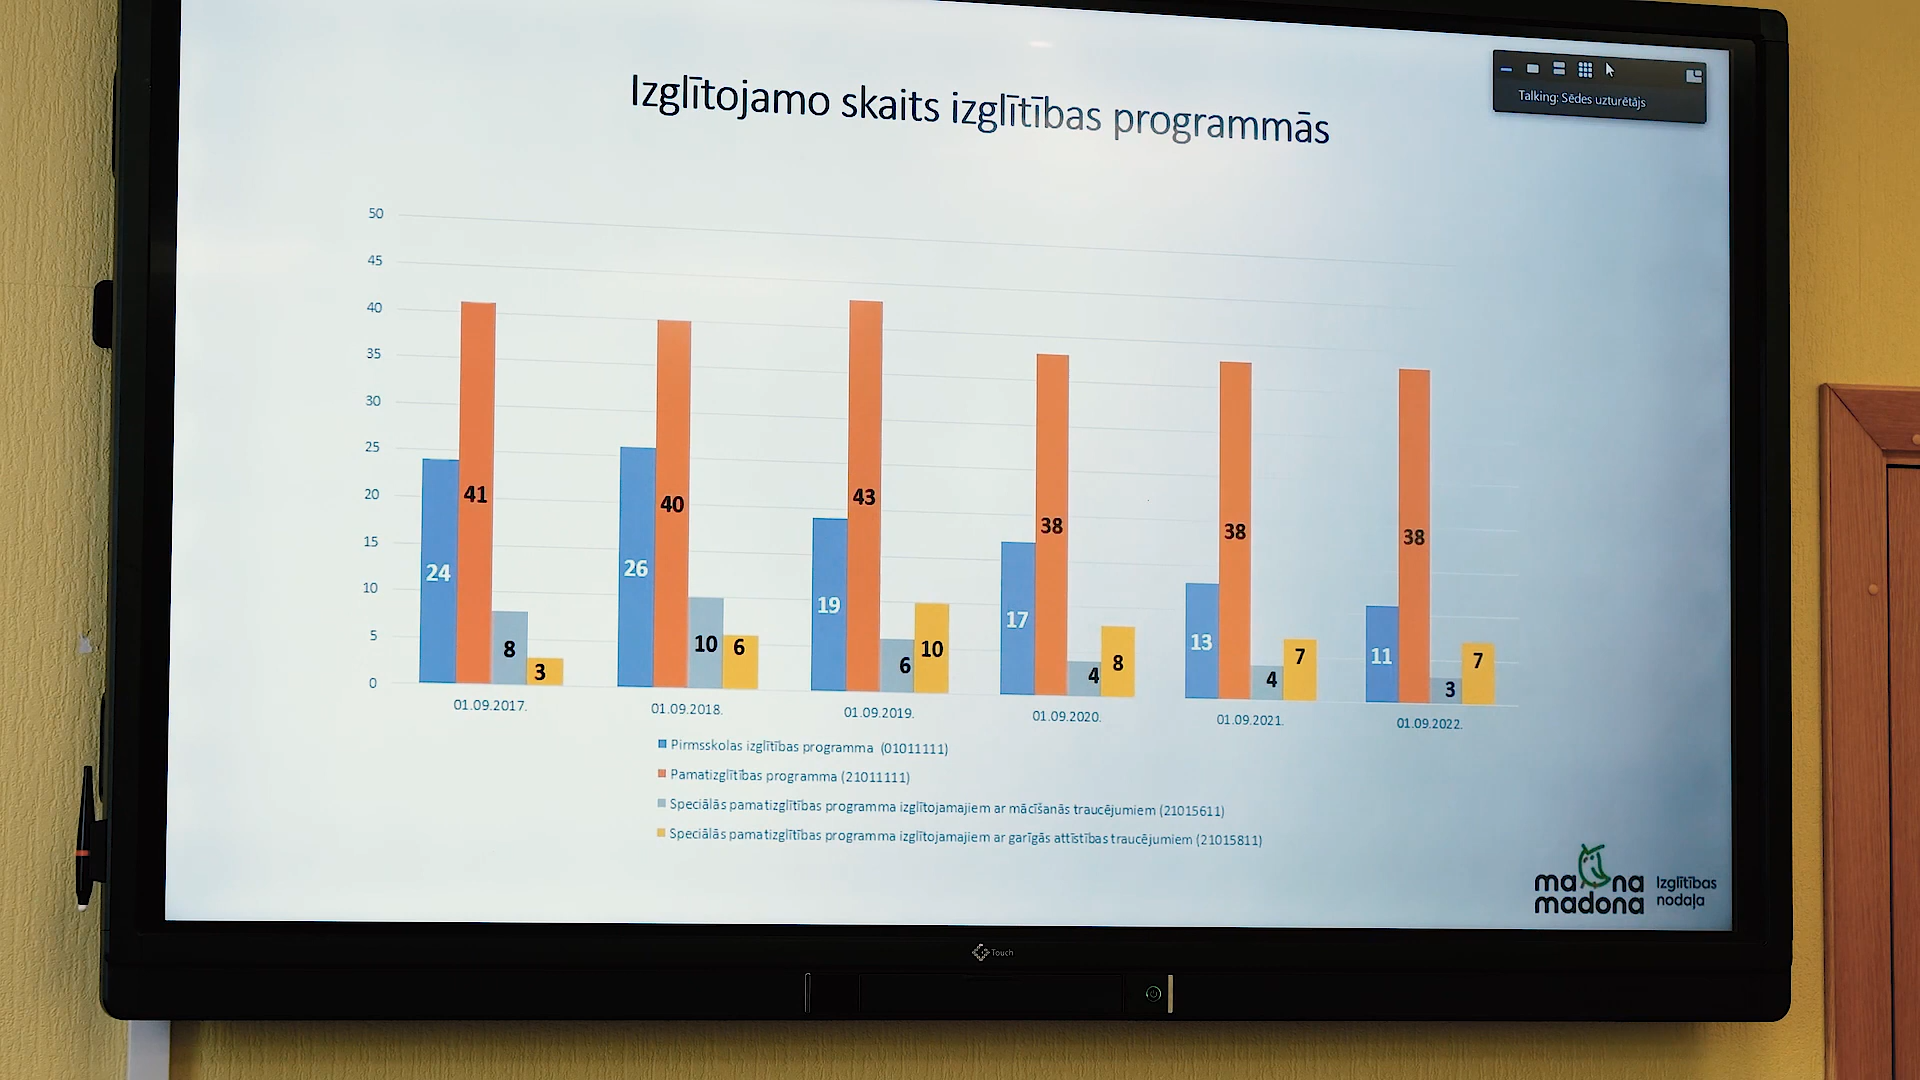 Izglītojamo skaits izglītības programmās
Talking: Sēdes uzturētājs
50
45
40
35
30
25
20
15
10
5
0
24 41 8 3
26 40 10 6
19 43 6 10
17 38 4 8
13 38 4 7
11 38 3 7
01.09.2017. 01.09.2018. 01.09.2019. 01.09.2020. 01.09.2021. 01.09.2022.
Pirmsskolas izglītības programma (01011111)
Pamatizglītības programma (21011111)
Speciālās pamatizglītības programma izglītojamajiem ar mācīšanās traucējumiem (21015611)
Speciālās pamatizglītības programma izglītojamajiem ar garīgās attīstības traucējumiem (21015811)
ma na
madona
Izglītības
nodaļa
Touch